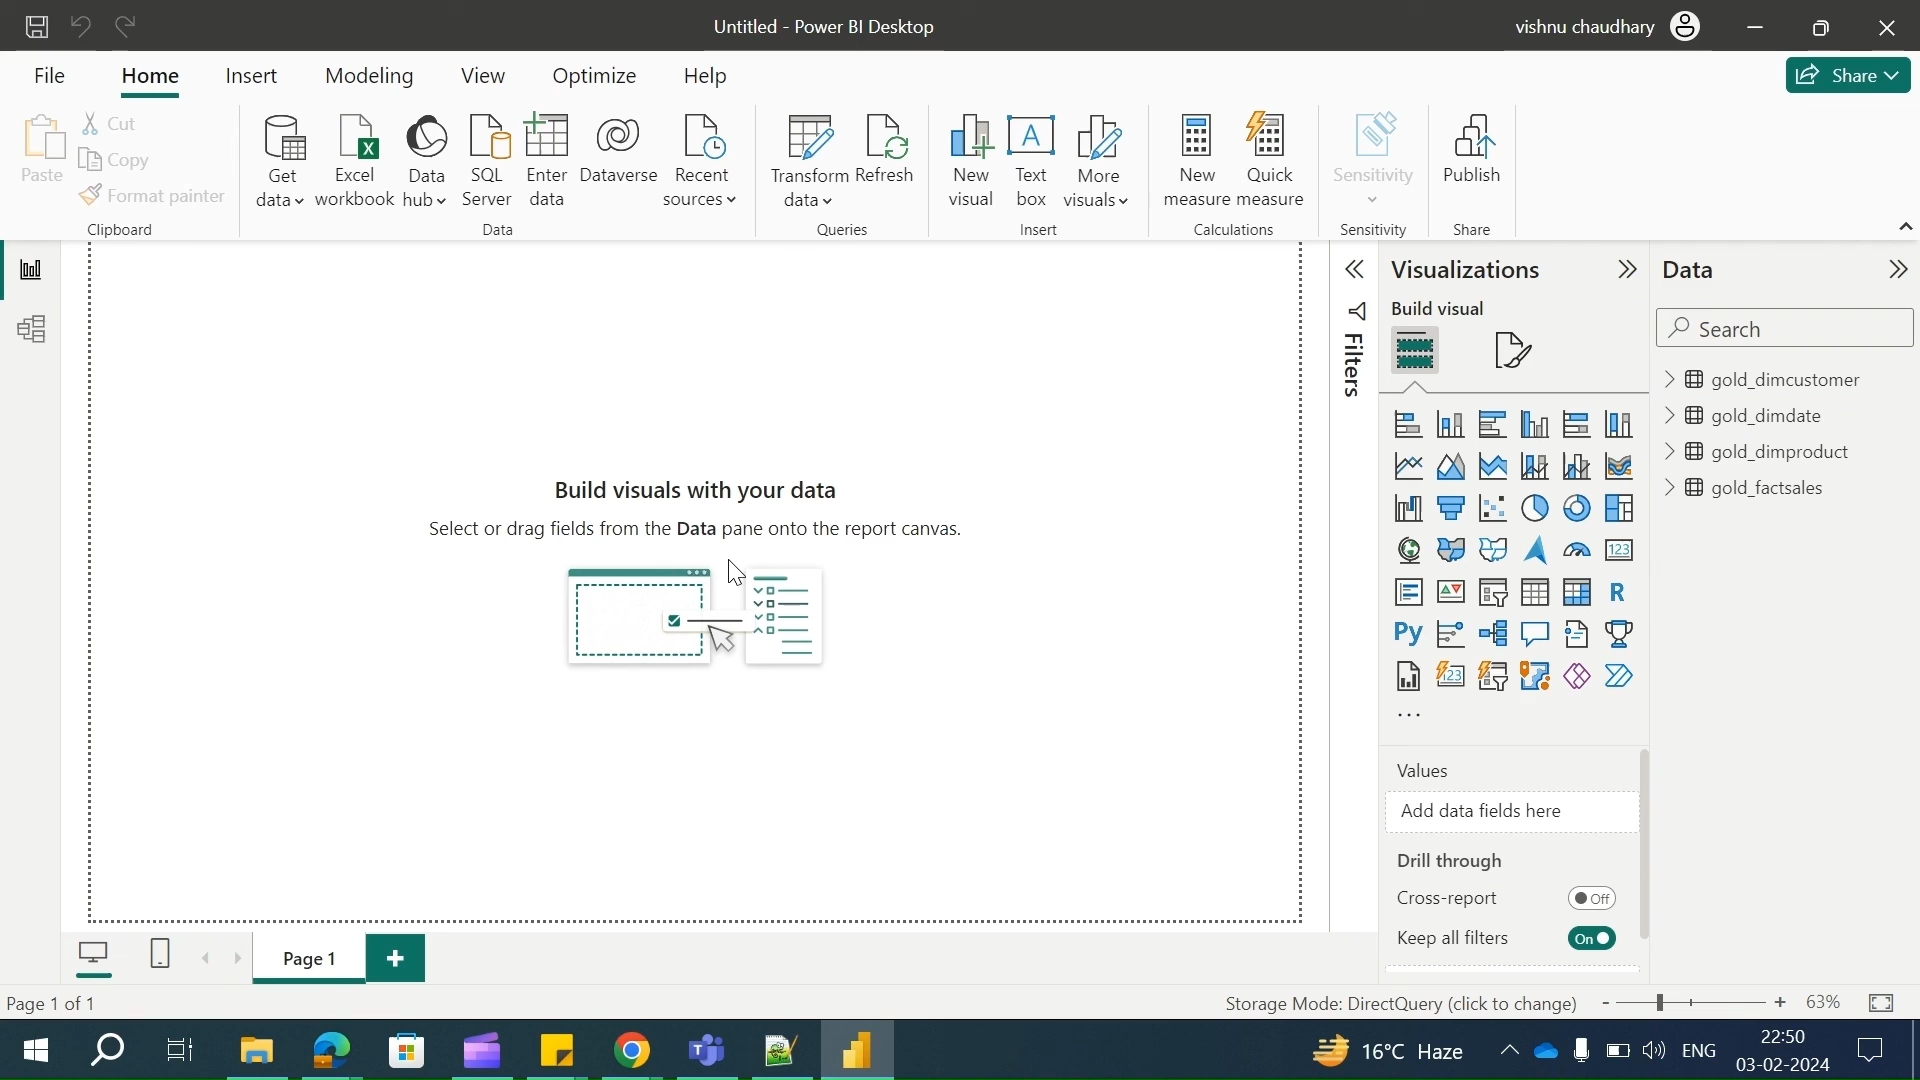 Untitled - Power BI Desktop
vishnu chaudhary
File Home Insert Modeling View Optimize Help
Share
Paste
Cut
Copy
Format painter
Clipboard
Get data
Excel workbook
Data hub
SQL Server
Enter data
Dataverse
Recent sources
Data
Transform data
Refresh
Queries
New visual
Text box
More visuals
Insert
New measure
Quick measure
Calculations
Sensitivity
Sensitivity
Publish
Share
Build visuals with your data
Select or drag fields from the Data pane onto the report canvas.
Filters
Visualizations
Build visual
123
R
Py
123
...
Values
Add data fields here
Drill through
Cross-report
Off
Keep all filters
On
Data
Search
gold_dimcustomer
gold_dimdate
gold_dimproduct
gold_factsales
Page 1
+
Page 1 of 1
Storage Mode: DirectQuery (click to change)
- + 63%
16°C Haze
ENG
22:50
03-02-2024